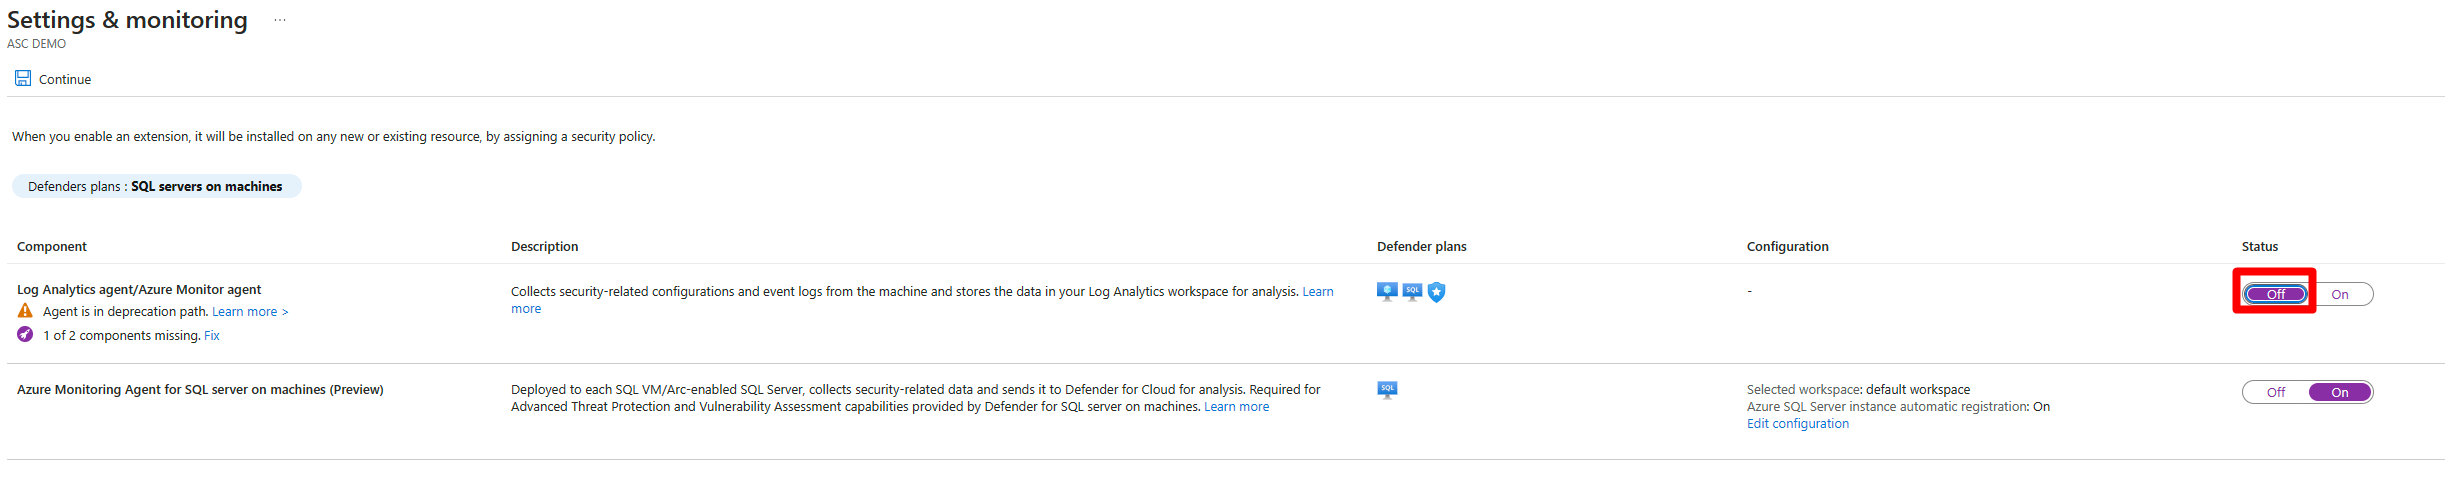 Settings & monitoring ...
ASC DEMO
Continue
When you enable an extension, it will be installed on any new or existing resource, by assigning a security policy.
Defenders plans : SQL servers on machines
Component Description Defender plans Configuration Status
Log Analytics agent/Azure Monitor agent
Agent is in deprecation path. Learn more >
1 of 2 components missing. Fix
Collects security-related configurations and event logs from the machine and stores the data in your Log Analytics workspace for analysis. Learn
more
SQL
-
Off On
Azure Monitoring Agent for SQL server on machines (Preview)
Deployed to each SQL VM/Arc-enabled SQL Server, collects security-related data and sends it to Defender for Cloud for analysis. Required for
Advanced Threat Protection and Vulnerability Assessment capabilities provided by Defender for SQL server on machines. Learn more
SQL
Selected workspace: default workspace
Azure SQL Server instance automatic registration: On
Edit configuration
Off On